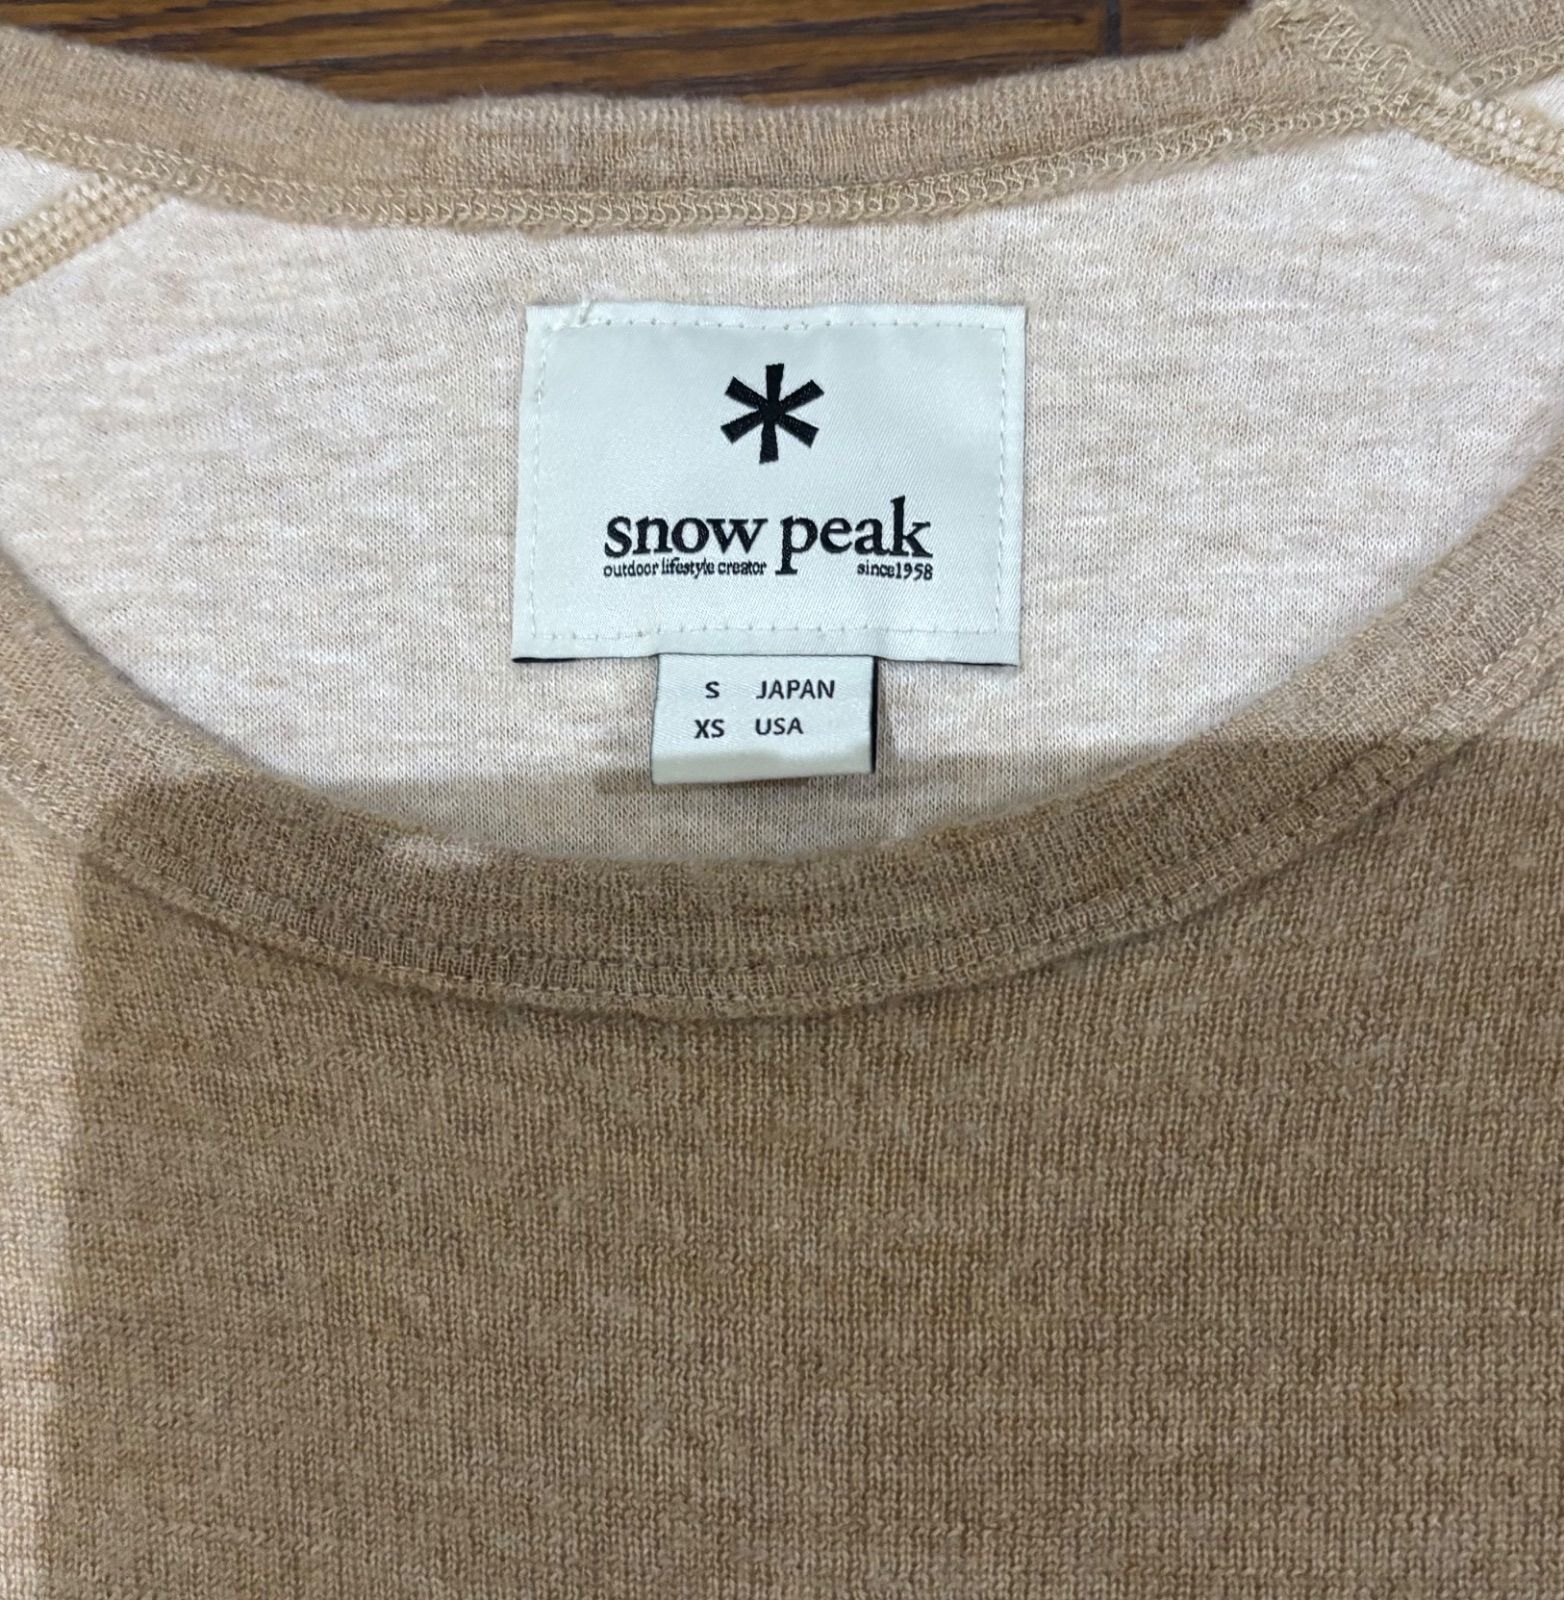 snow peak
outdoor lifestyle creator since1958
S JAPAN
XS USA